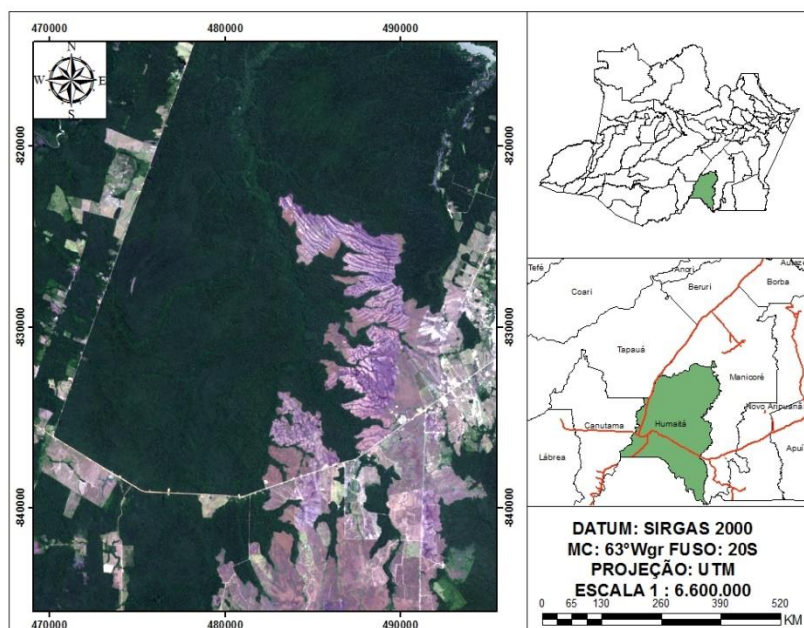 470000 480000 490000
N
W E
S
820000 820000
830000 830000
840000 840000
470000 480000 490000
Tefé
Coari
Anori
Beruri
Autaz
Borba
Tapauá
Manicoré
Novo Aripuanã
Canutama
Humaitá
Lábrea
Apuí
DATUM: SIRGAS 2000
MC: 63°Wgr FUSO: 20S
PROJEÇÃO: UTM
ESCALA 1 : 6.600.000
0 65 130 260 390 520
KM